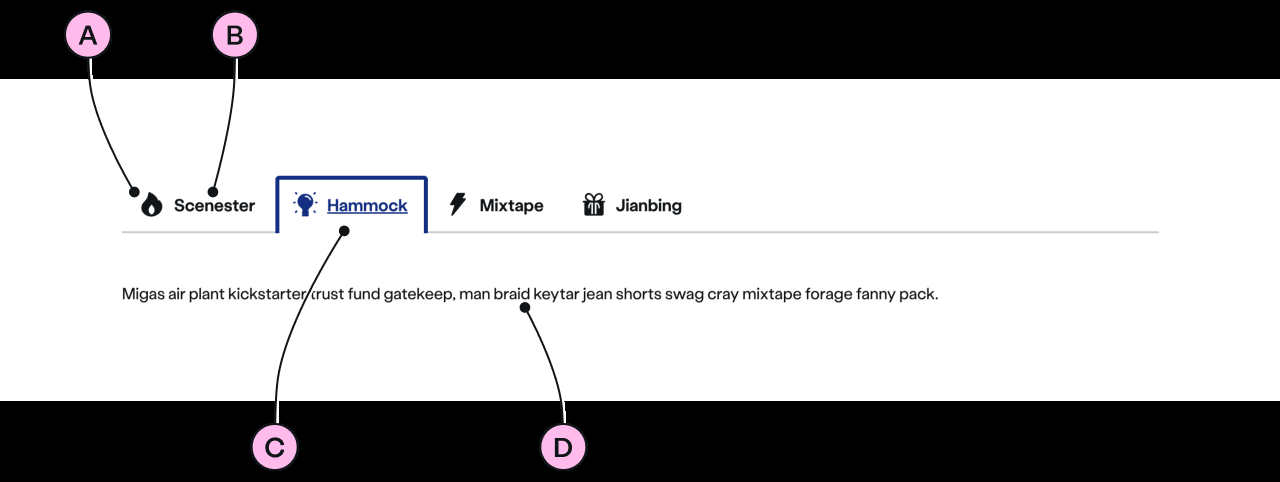 A B
Scenester Hammock Mixtape Jianbing
Migas air plant kickstarter trust fund gatekeep, man braid keytar jean shorts swag cray mixtape forage fanny pack.
C D